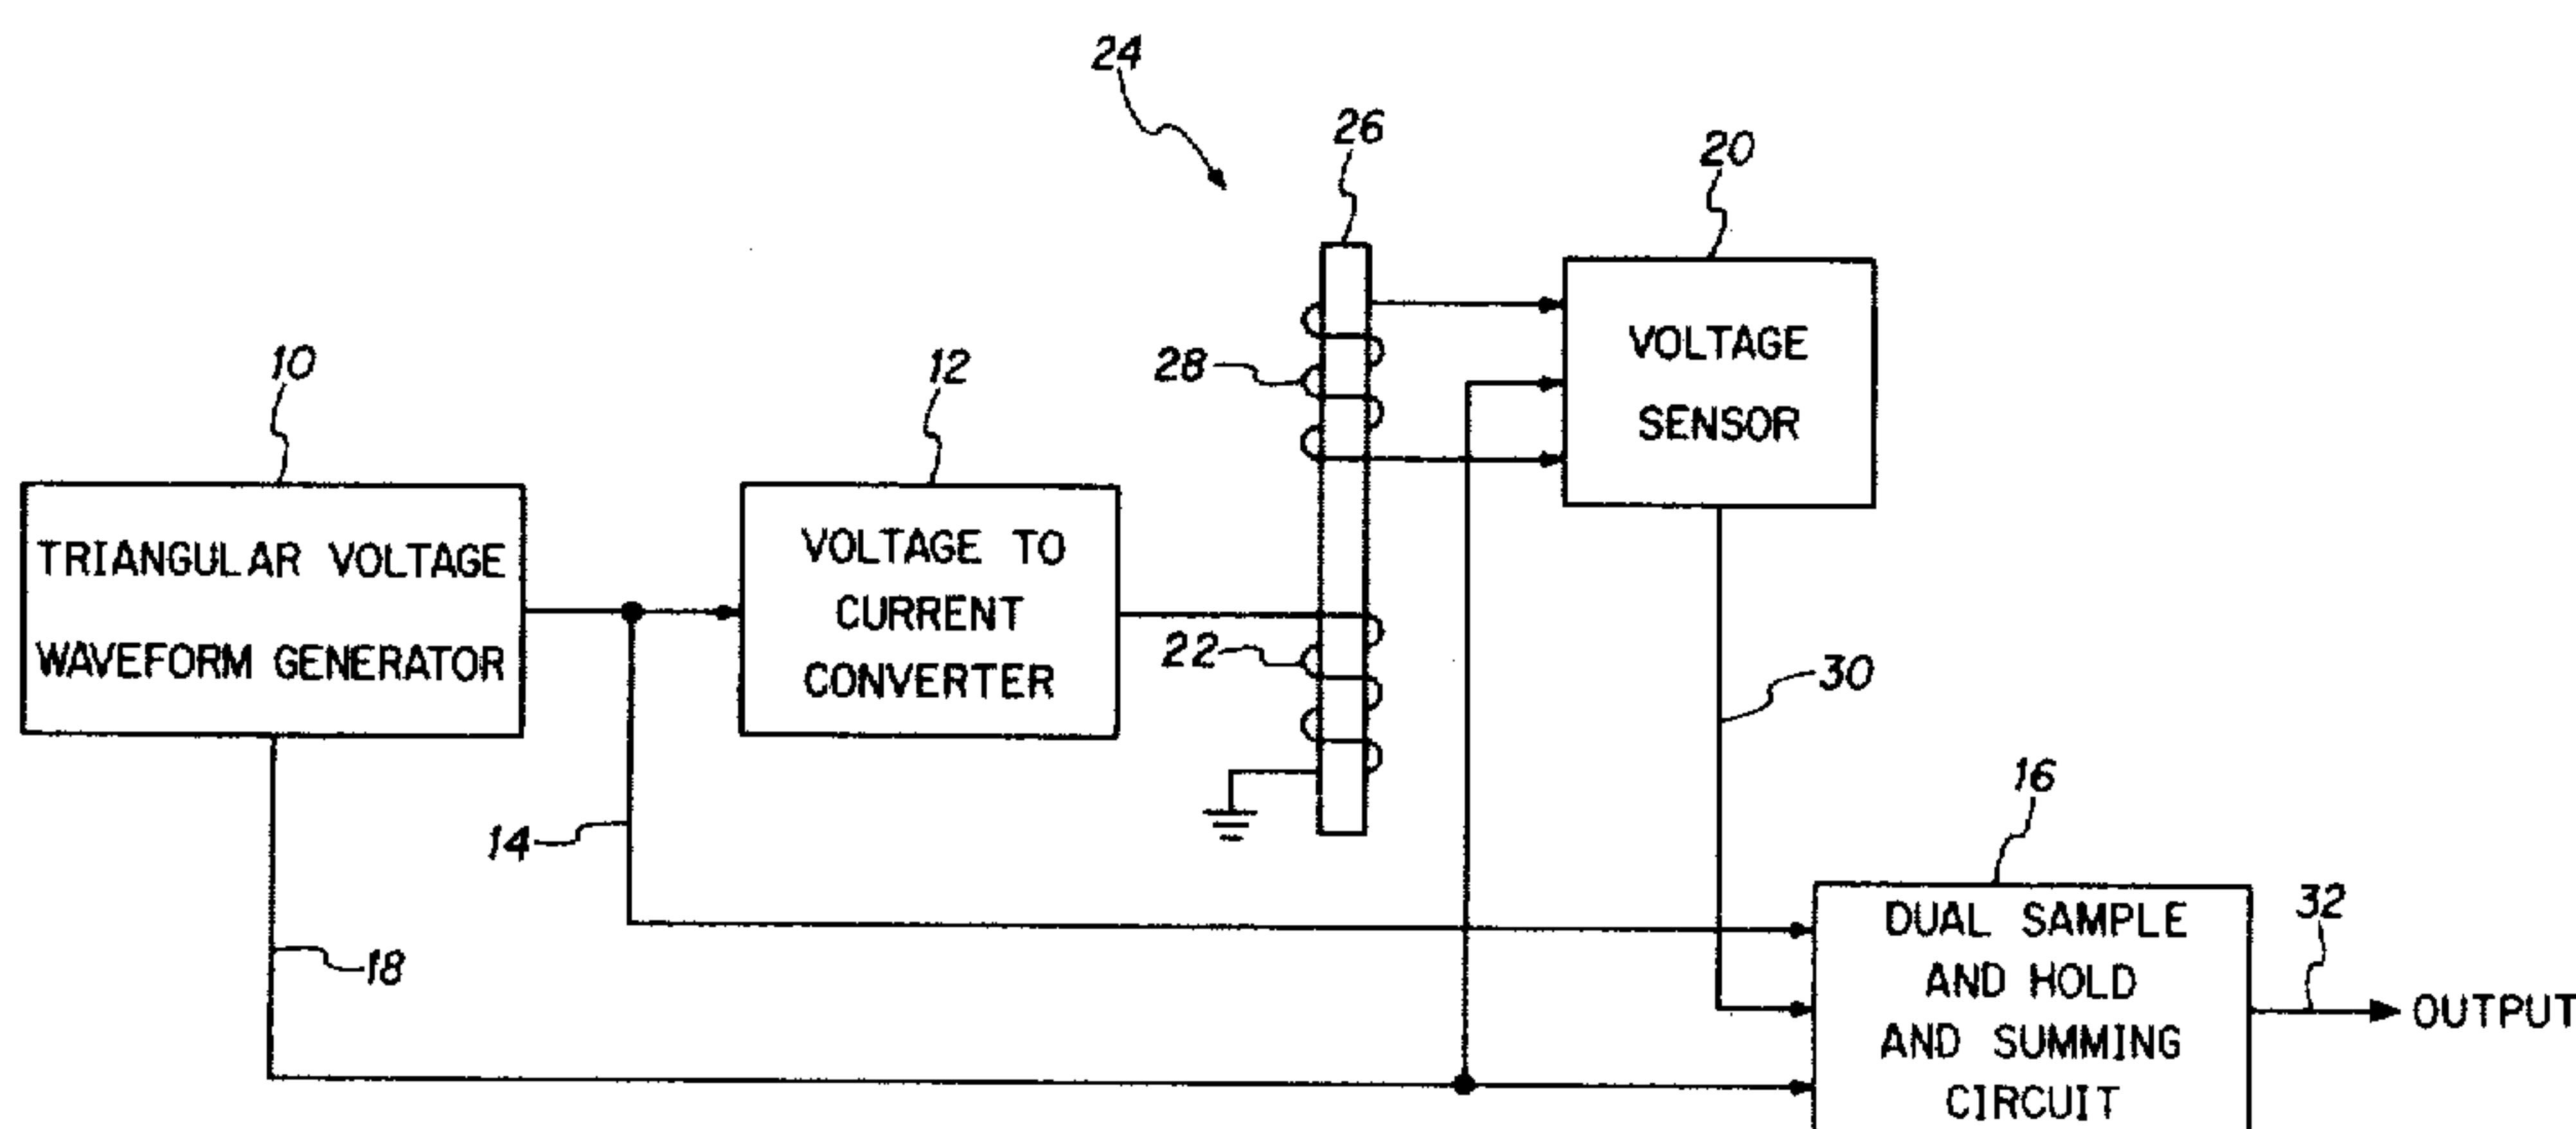 24
26
20
10
12
28
VOLTAGE
SENSOR
TRIANGULAR VOLTAGE
WAVEFORM GENERATOR
VOLTAGE TO
CURRENT
CONVERTER
22
30
14
16
18
32
DUAL SAMPLE
AND HOLD
AND SUMMING
CIRCUIT
OUTPUT